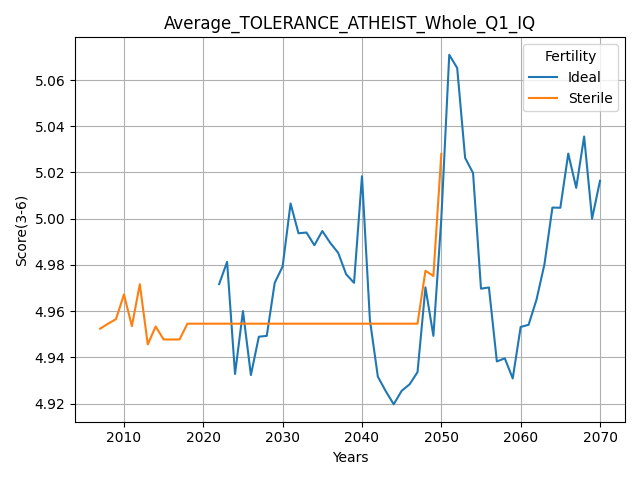 Average_TOLERANCE_ATHEIST_Whole_Q1_IQ
Fertility
Ideal
Sterile
Score(3-6)
5.06
5.04
5.02
5.00
4.98
4.96
4.94
4.92
2010 2020 2030 2040 2050 2060 2070
Years